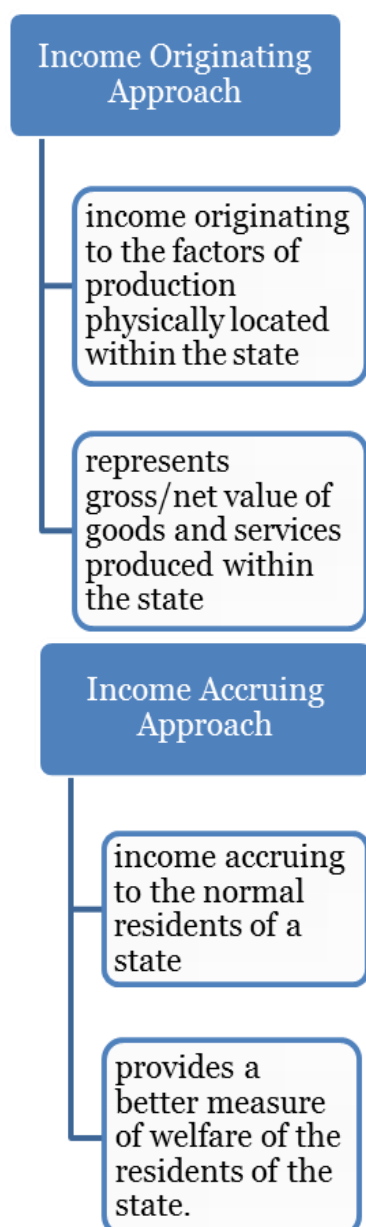 Income Originating
Approach
income originating
to the factors of
production
physically located
within the state
represents
gross/net value of
goods and services
produced within
the state
Income Accruing
Approach
income accruing
to the normal
residents of a
state
provides a
better measure
of welfare of the
residents of the
state.